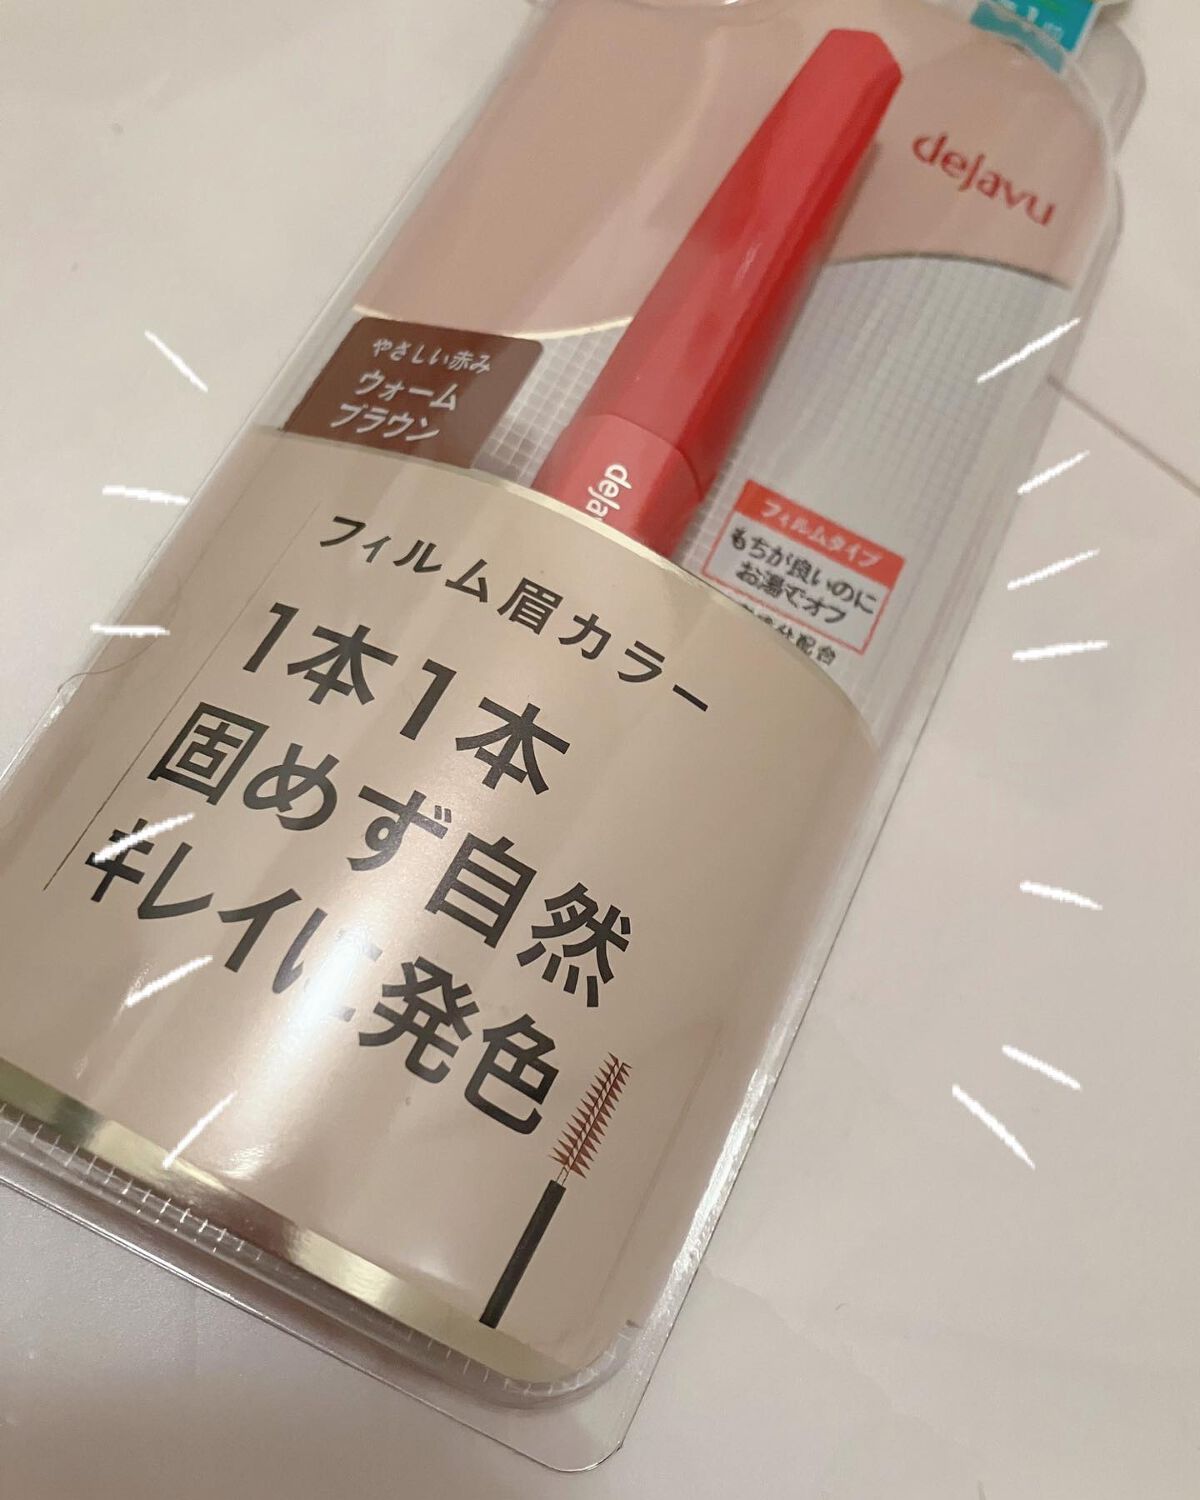 dejavu
やさしい赤み
ウォーム
ブラウン
フィルムタイプ
もちが良いのに
お湯でオフ
分配合
フィルム眉カラー
1本1本
固めず自然
キレイに発色